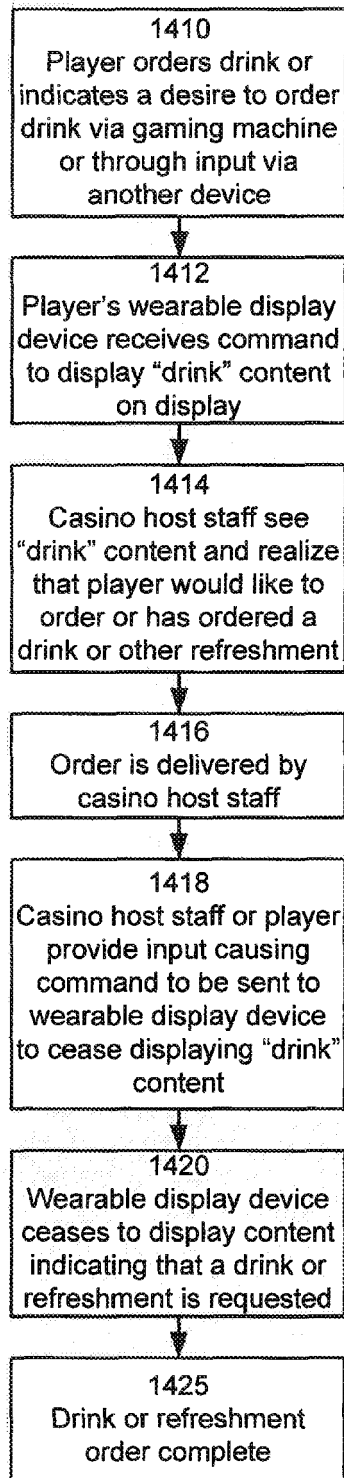 1410
Player orders drink or
indicates a desire to order
drink via gaming machine
or through input via
another device
1412
Player's wearable display
device receives command
to display "drink" content
on display
1414
Casino host staff see
"drink" content and realize
that player would like to
order or has ordered a
drink or other refreshment
1416
Order is delivered by
casino host staff
1418
Casino host staff or player
provide input causing
command to be sent to
wearable display device
to cease displaying "drink"
content
1420
Wearable display device
ceases to display content
indicating that a drink or
refreshment is requested
1425
Drink or refreshment
order complete